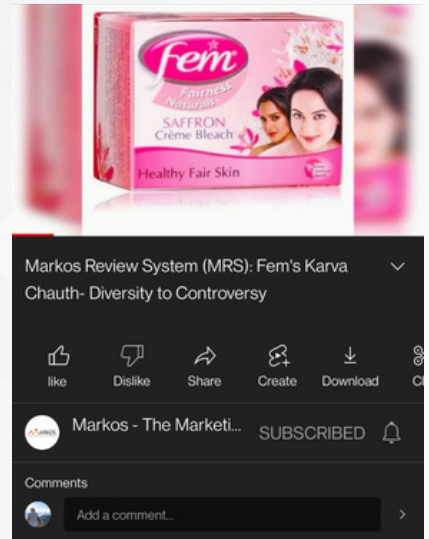 fem
Fairness
Naturals
SAFFRON
Crème Bleach
Healthy Fair Skin
Markos Review System (MRS): Fem's Karva
Chauth- Diversity to Controversy
like
Dislike
Share
Create
Download
Cl
Markos - The Marketi...
SUBSCRIBED
Comments
Add a comment...